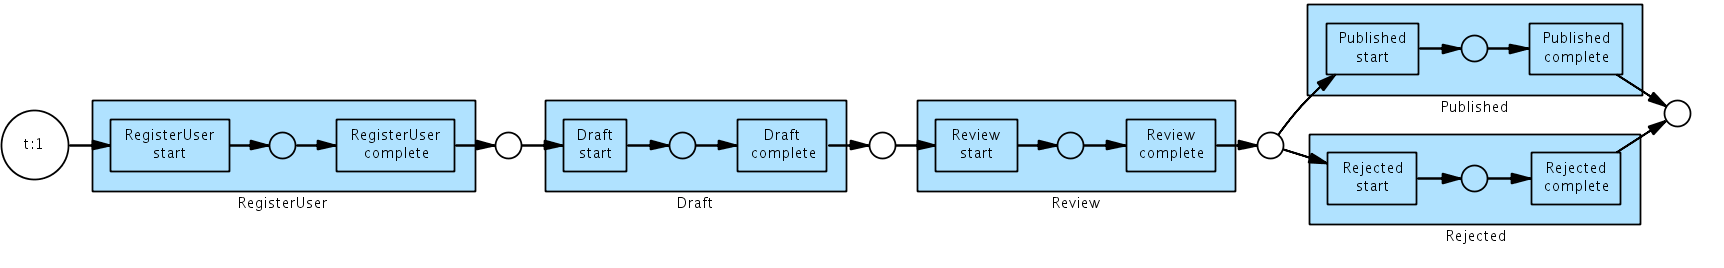 t:1
RegisterUser
start
RegisterUser
complete
RegisterUser
Draft
start
Draft
complete
Draft
Review
start
Review
complete
Review
Published
start
Published
complete
Published
Rejected
start
Rejected
complete
Rejected